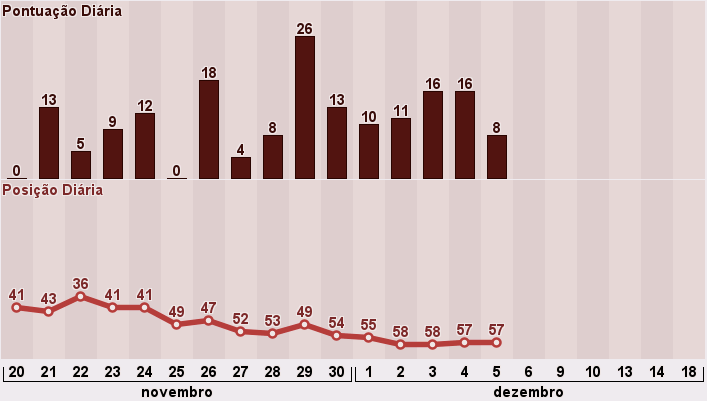 Pontuação Diária
0 13 5 9 12 0 18 4 8 26 13 10 11 16 16 8
Posição Diária
41 43 36 41 41 49 47 52 53 49 54 55 58 58 57 57
20 21 22 23 24 25 26 27 28 29 30 1 2 3 4 5 6 9 10 13 14 18
novembro dezembro